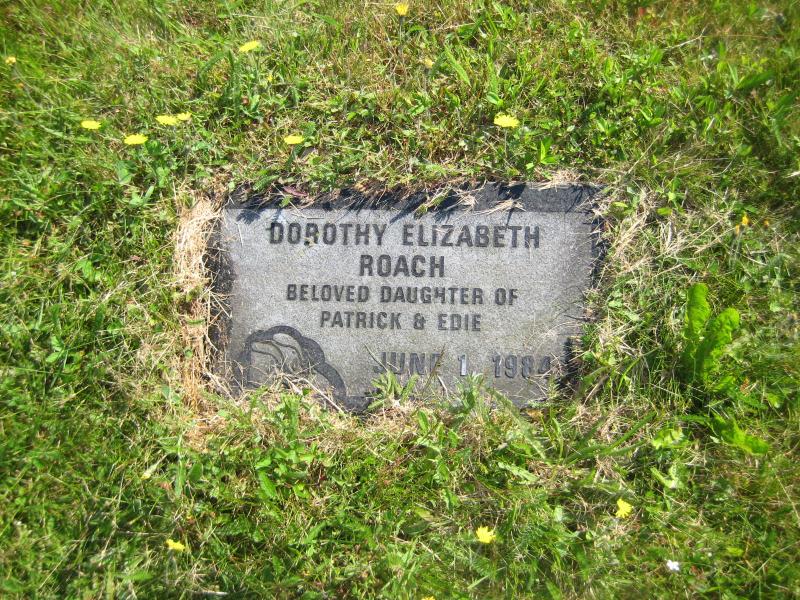 DOROTHY ELIZABETH
ROACH
BELOVED DAUGHTER OF
PATRICK & EDIE
JUNE 1, 1984